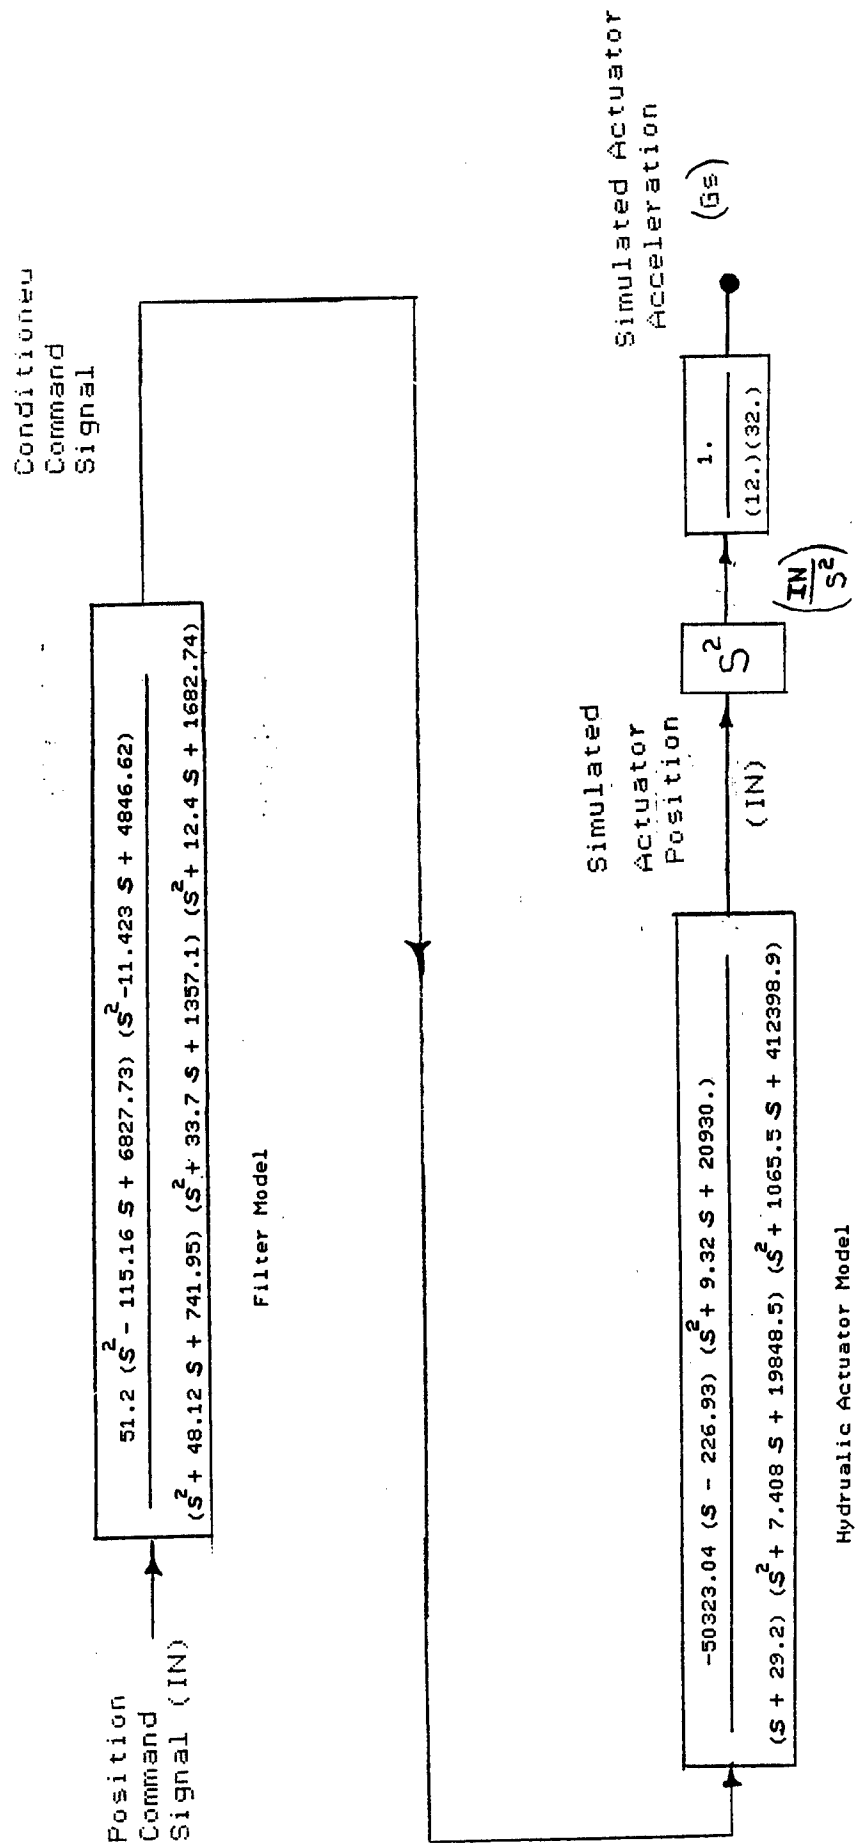 Position
Command
Signal (IN)
51.2 (S² - 115.16 S + 6827.73) (S² -11.423 S + 4846.62)
(S² + 48.12 S + 741.95) (S² + 33.7 S + 1357.1) (S² + 12.4 S + 1682.74)
Filter Model
Conditioned
Command
Signal
-50323.04 (S - 226.93) (S² + 9.32 S + 20930.)
(S + 29.2) (S² + 7.408 S + 19848.5) (S² + 1065.5 S + 412398.9)
Hydrualic Actuator Model
Simulated
Actuator
Position
(IN)
S²
(IN/S²)
1.
(12.)(32.)
Simulated Actuator
Acceleration
(Gs)